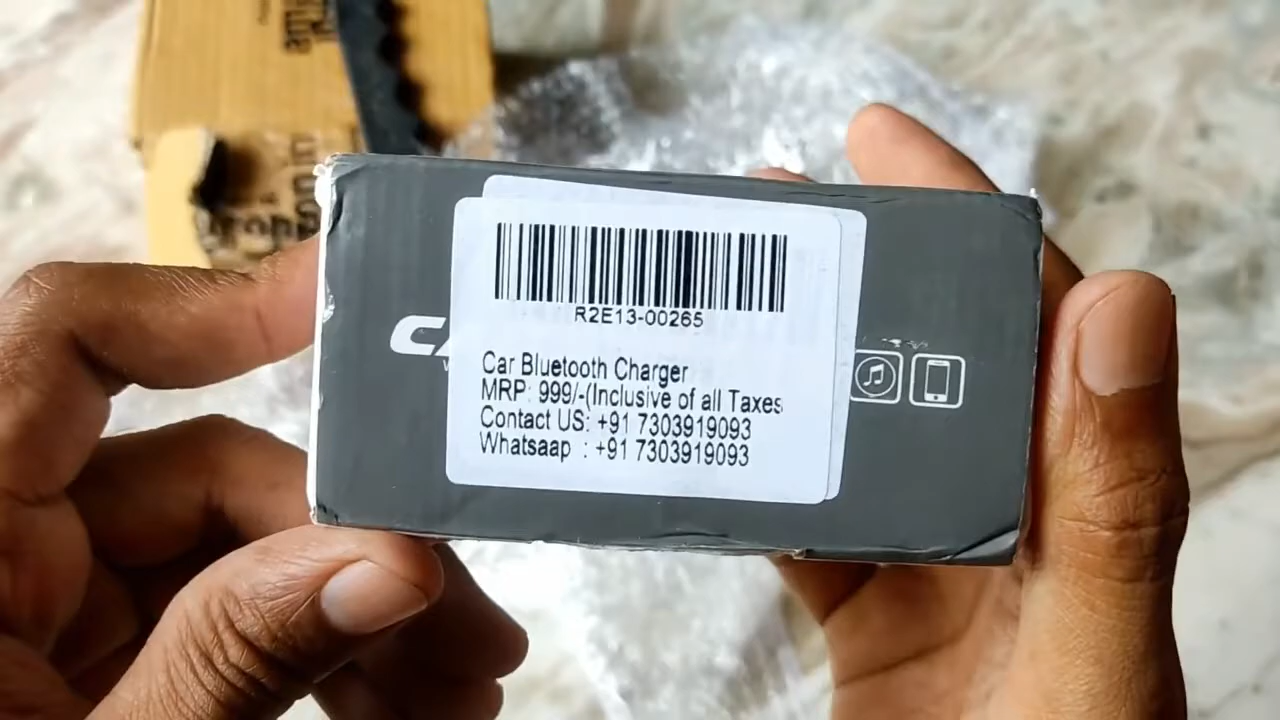 R2E13-00265
Car Bluetooth Charger
MRP: 999/-(Inclusive of all Taxes
Contact US: +91 7303919093
Whatsaap : +91 7303919093